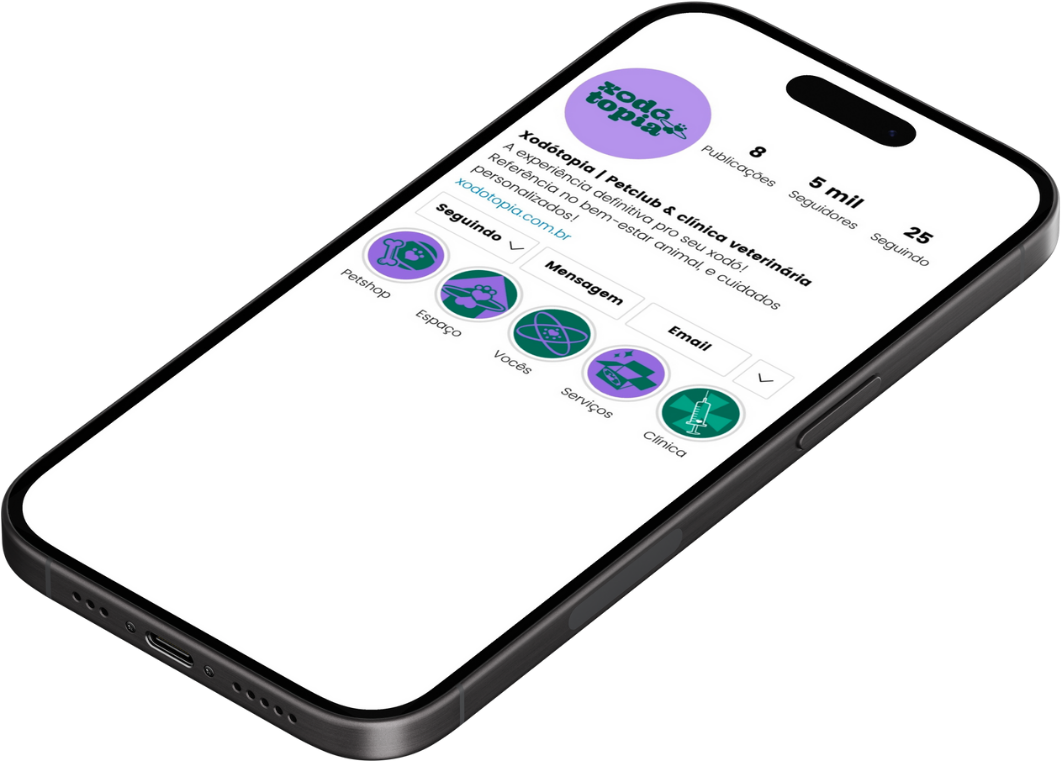 xodó
topia
8
Publicações
5 mil
Seguidores
25
Seguindo
Xodótopia | Petclub & clínica veterinária
A experiência definitiva pro seu xodó!
Referência no bem-estar animal, e cuidados
personalizados!
xodotopia.com.br
Seguindo
Mensagem
Email
Petshop
Espaço
Vocês
Serviços
Clínica